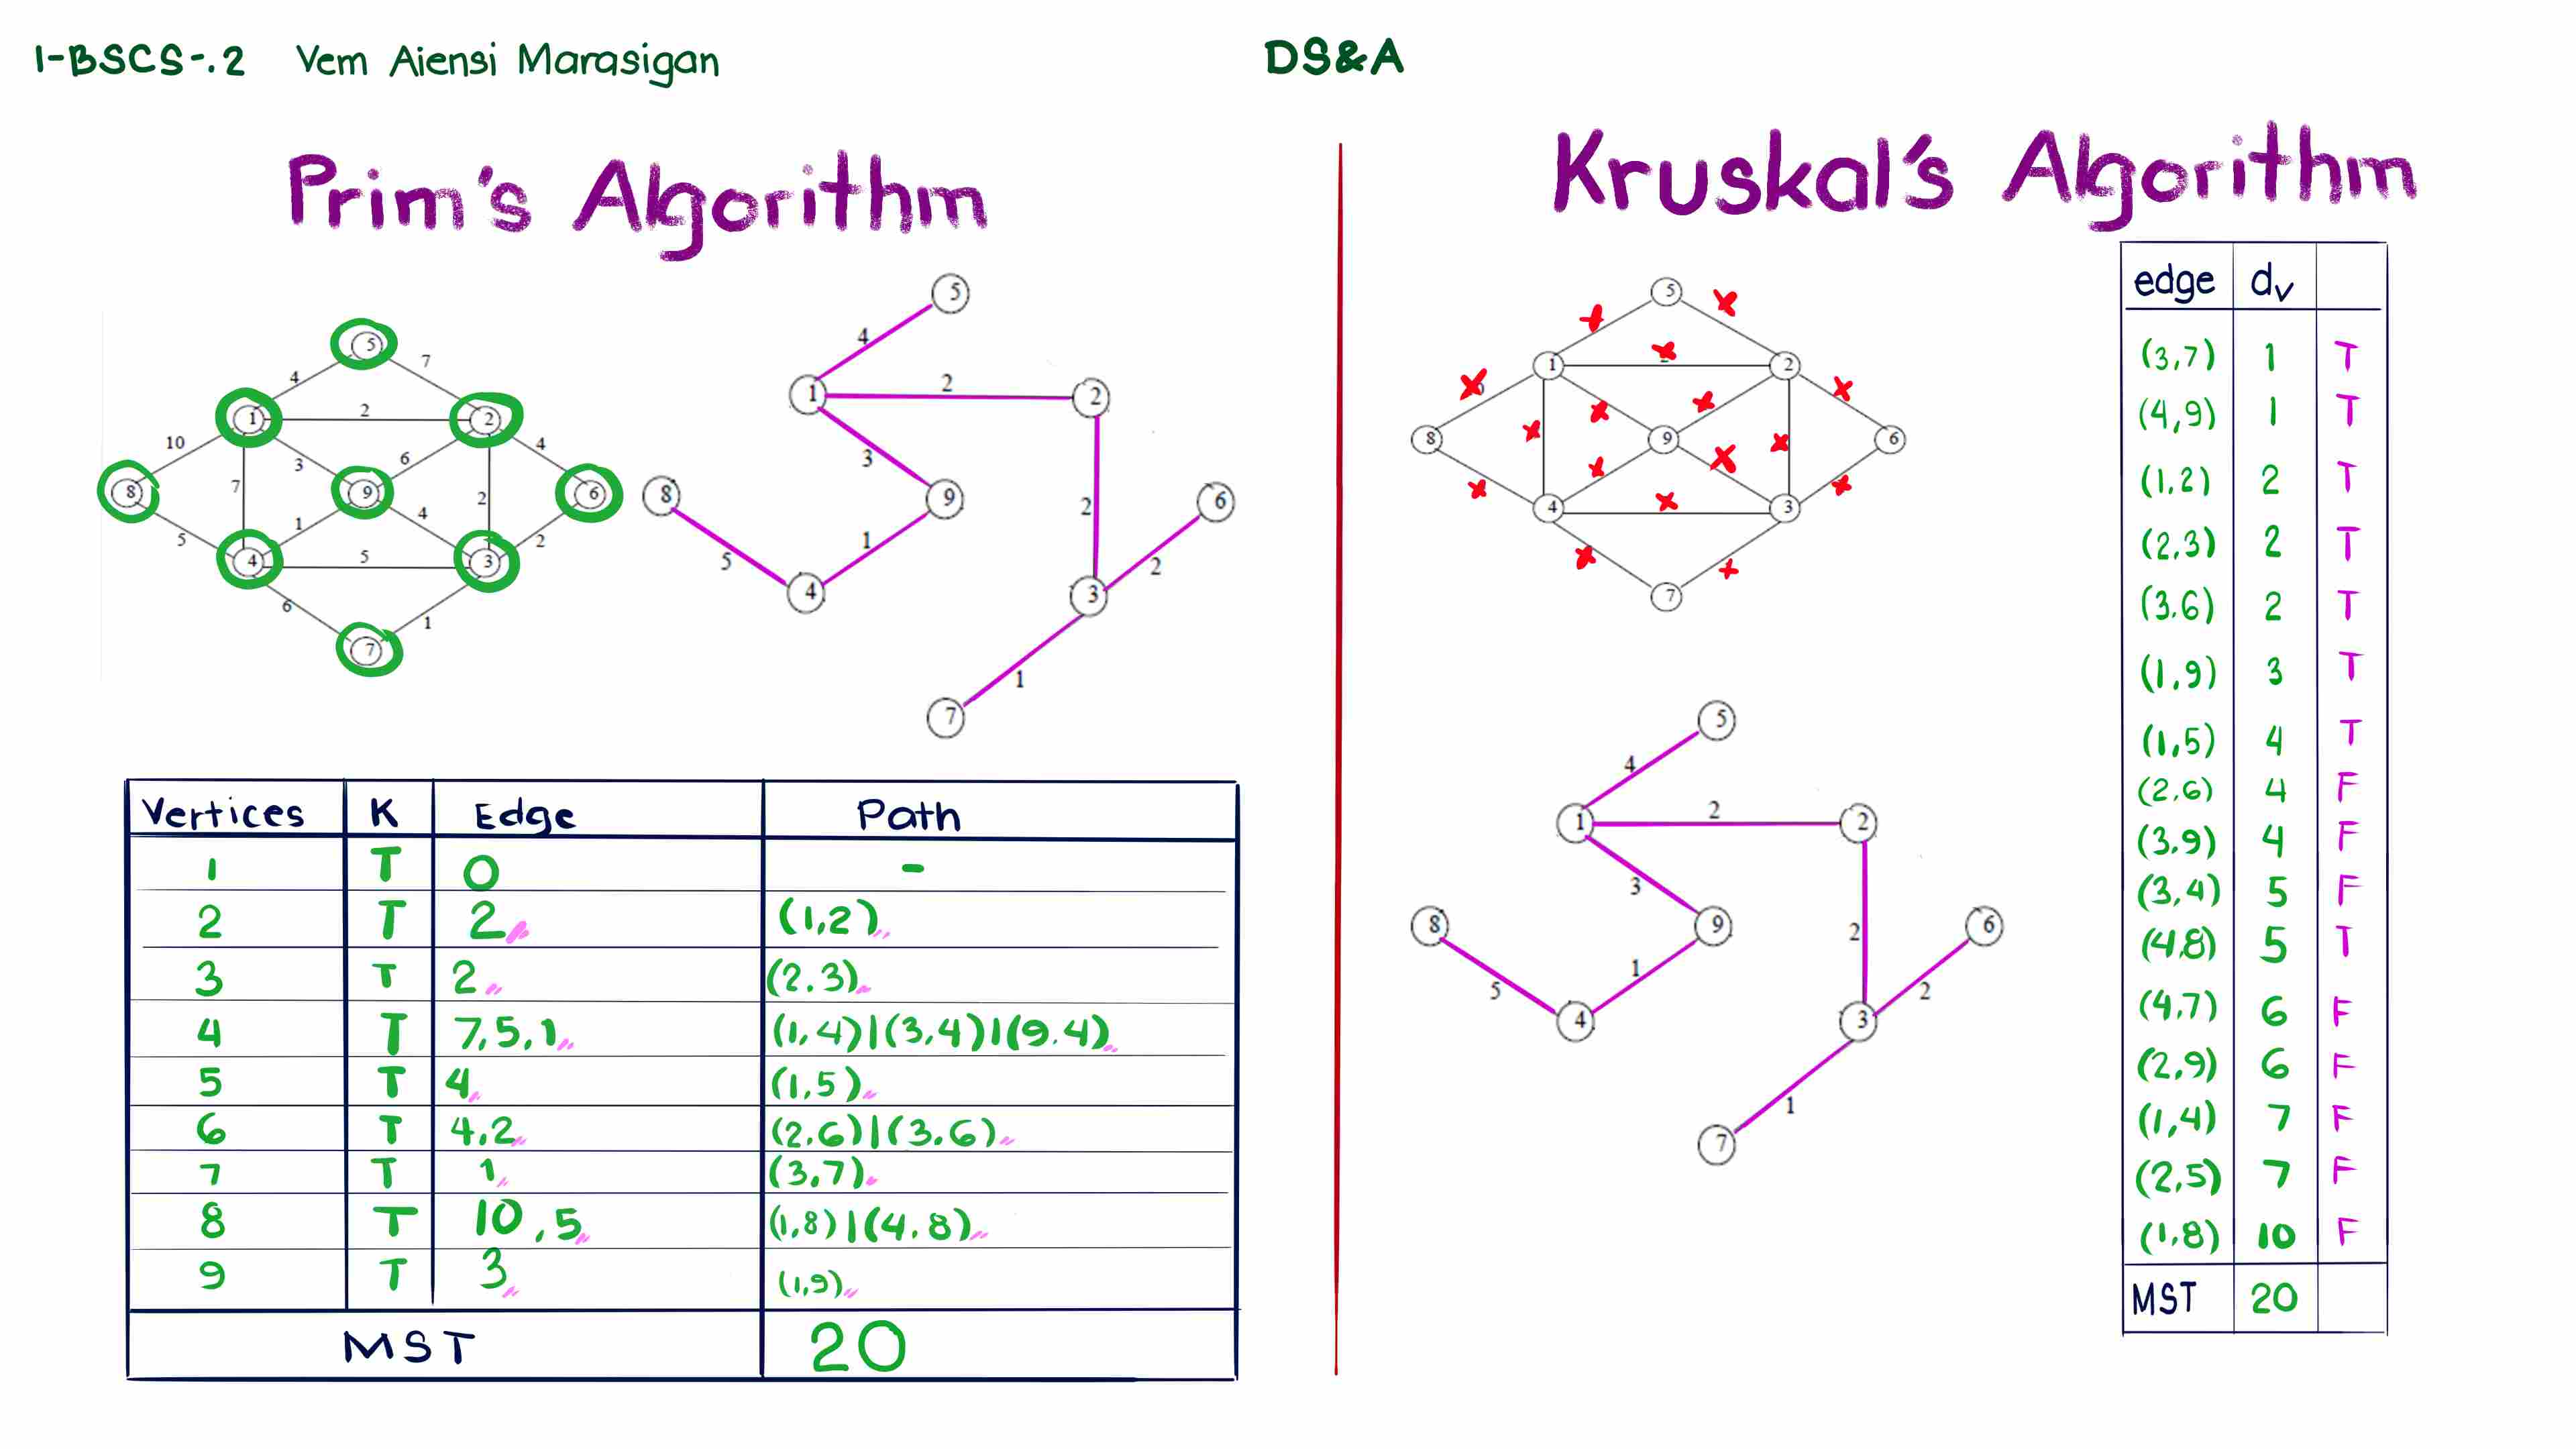 1-BSCS-.2 Vem Aiensi Marasigan
DS&A
Prim's Algorithm
5
4
7
1
2
2
10
3
6
4
8
7
9
2
6
1
4
5
4
5
3
2
6
1
7
5
4
1
2
2
3
8
9
2
6
5
1
4
3
2
1
7
Vertices K Edge Path
1 T 0 -
2 T 2 (1,2)
3 T 2 (2.3)
4 T 7,5,1 (1,4)|(3,4)|(9.4)
5 T 4 (1,5)
6 T 4,2 (2,6)|(3,6)
7 T 1 (3,7)
8 T 10,5 (1,8)|(4.8)
9 T 3 (1,9)
MST 20
Kruskal's Algorithm
5
1
2
8
9
6
4
3
7
5
4
1
2
2
3
8
9
2
6
5
1
4
3
2
1
7
edge dv
(3,7) 1 T
(4,9) 1 T
(1,2) 2 T
(2,3) 2 T
(3.6) 2 T
(1,9) 3 T
(1,5) 4 T
(2,6) 4 F
(3,9) 4 F
(3,4) 5 F
(4,8) 5 T
(4,7) 6 F
(2,9) 6 F
(1,4) 7 F
(2,5) 7 F
(1,8) 10 F
MST 20